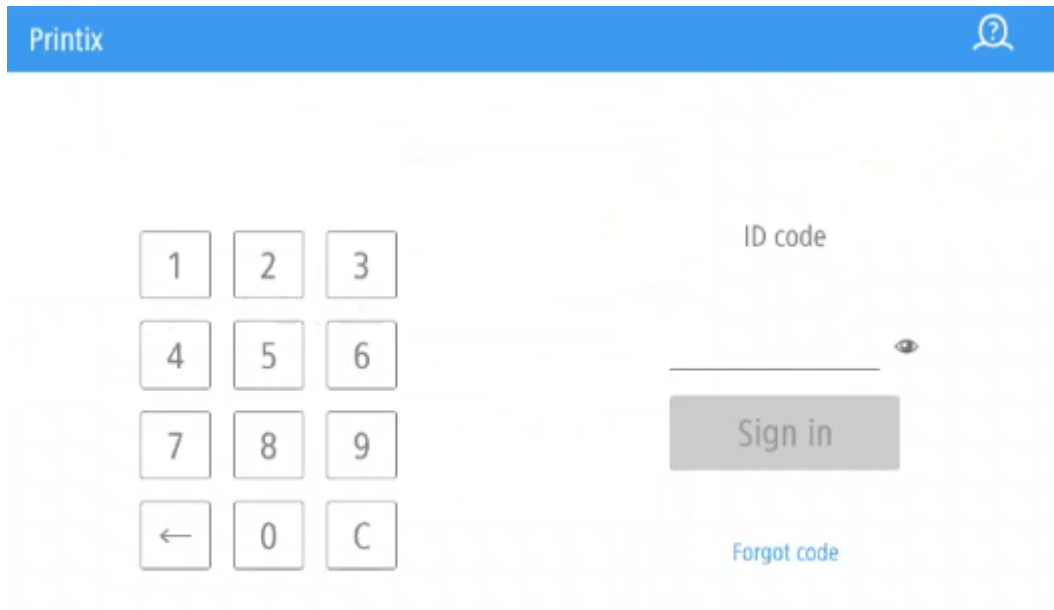 Printix
?
ID code
1 2 3
4 5 6
7 8 9
← 0 C
Sign in
Forgot code